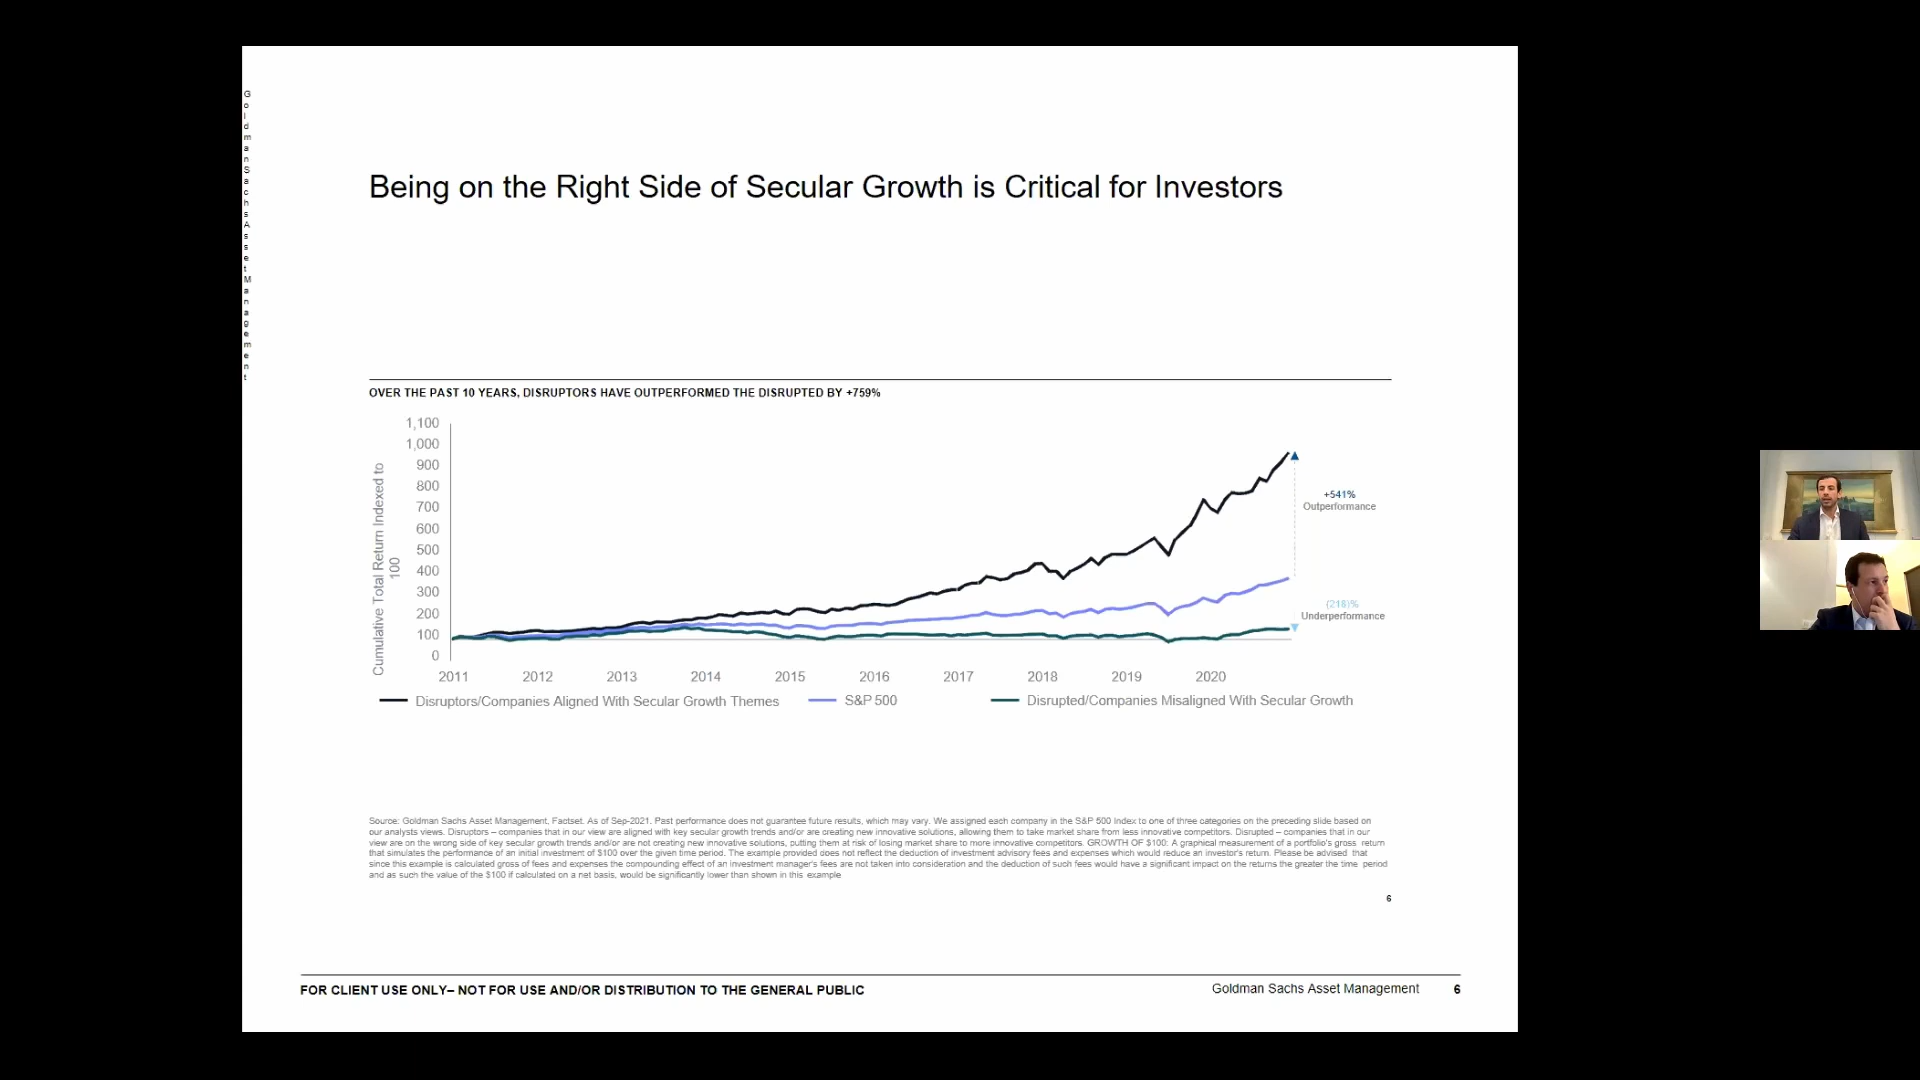 GoldmanSachsAssetManagement
Being on the Right Side of Secular Growth is Critical for Investors
OVER THE PAST 10 YEARS, DISRUPTORS HAVE OUTPERFORMED THE DISRUPTED BY +759%
Cumulative Total Return Indexed to
100
1,100
1,000
900
800
700
600
500
400
300
200
100
0
+541%
Outperformance
(218)%
Underperformance
2011 2012 2013 2014 2015 2016 2017 2018 2019 2020
Disruptors/Companies Aligned With Secular Growth Themes S&P 500 Disrupted/Companies Misaligned With Secular Growth
Source: Goldman Sachs Asset Management, Factset. As of Sep-2021. Past performance does not guarantee future results, which may vary. We assigned each company in the S&P 500 Index to one of three categories on the preceding slide based on
our analysts views. Disruptors – companies that in our view are aligned with key secular growth trends and/or are creating new innovative solutions, allowing them to take market share from less innovative competitors. Disrupted – companies that in our
view are on the wrong side of key secular growth trends and/or are not creating new innovative solutions, putting them at risk of losing market share to more innovative competitors. GROWTH OF $100: A graphical measurement of a portfolio's gross return
that simulates the performance of an initial investment of $100 over the given time period. The example provided does not reflect the deduction of investment advisory fees and expenses which would reduce an investor's return. Please be advised that
since this example is calculated gross of fees and expenses the compounding effect of an investment manager's fees are not taken into consideration and the deduction of such fees would have a significant impact on the returns the greater the time period
and as such the value of the $100 if calculated on a net basis, would be significantly lower than shown in this example
6
FOR CLIENT USE ONLY– NOT FOR USE AND/OR DISTRIBUTION TO THE GENERAL PUBLIC
Goldman Sachs Asset Management 6